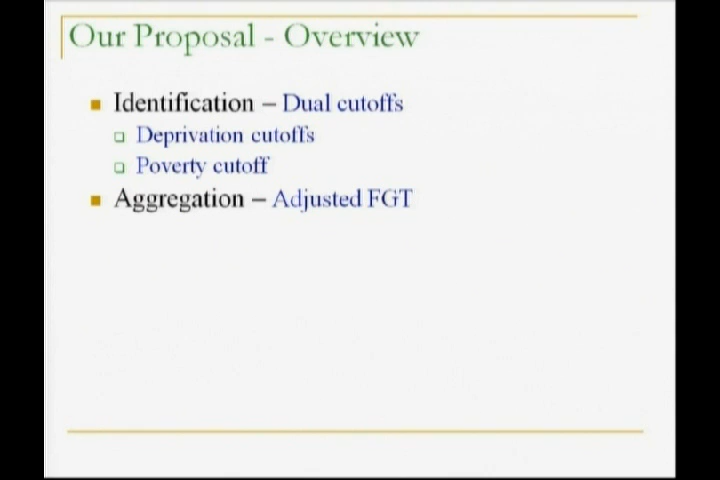 Our Proposal - Overview
Identification – Dual cutoffs
Deprivation cutoffs
Poverty cutoff
Aggregation – Adjusted FGT